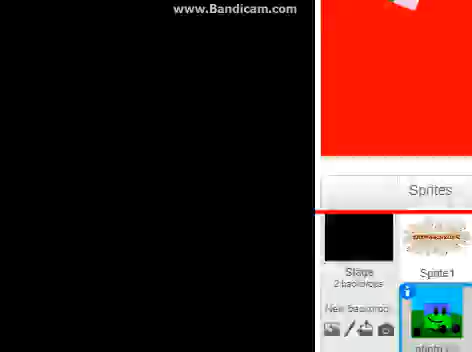 www.Bandicam.com
Sprites
Stage
2 backdrops
Sprite1
New backdrop